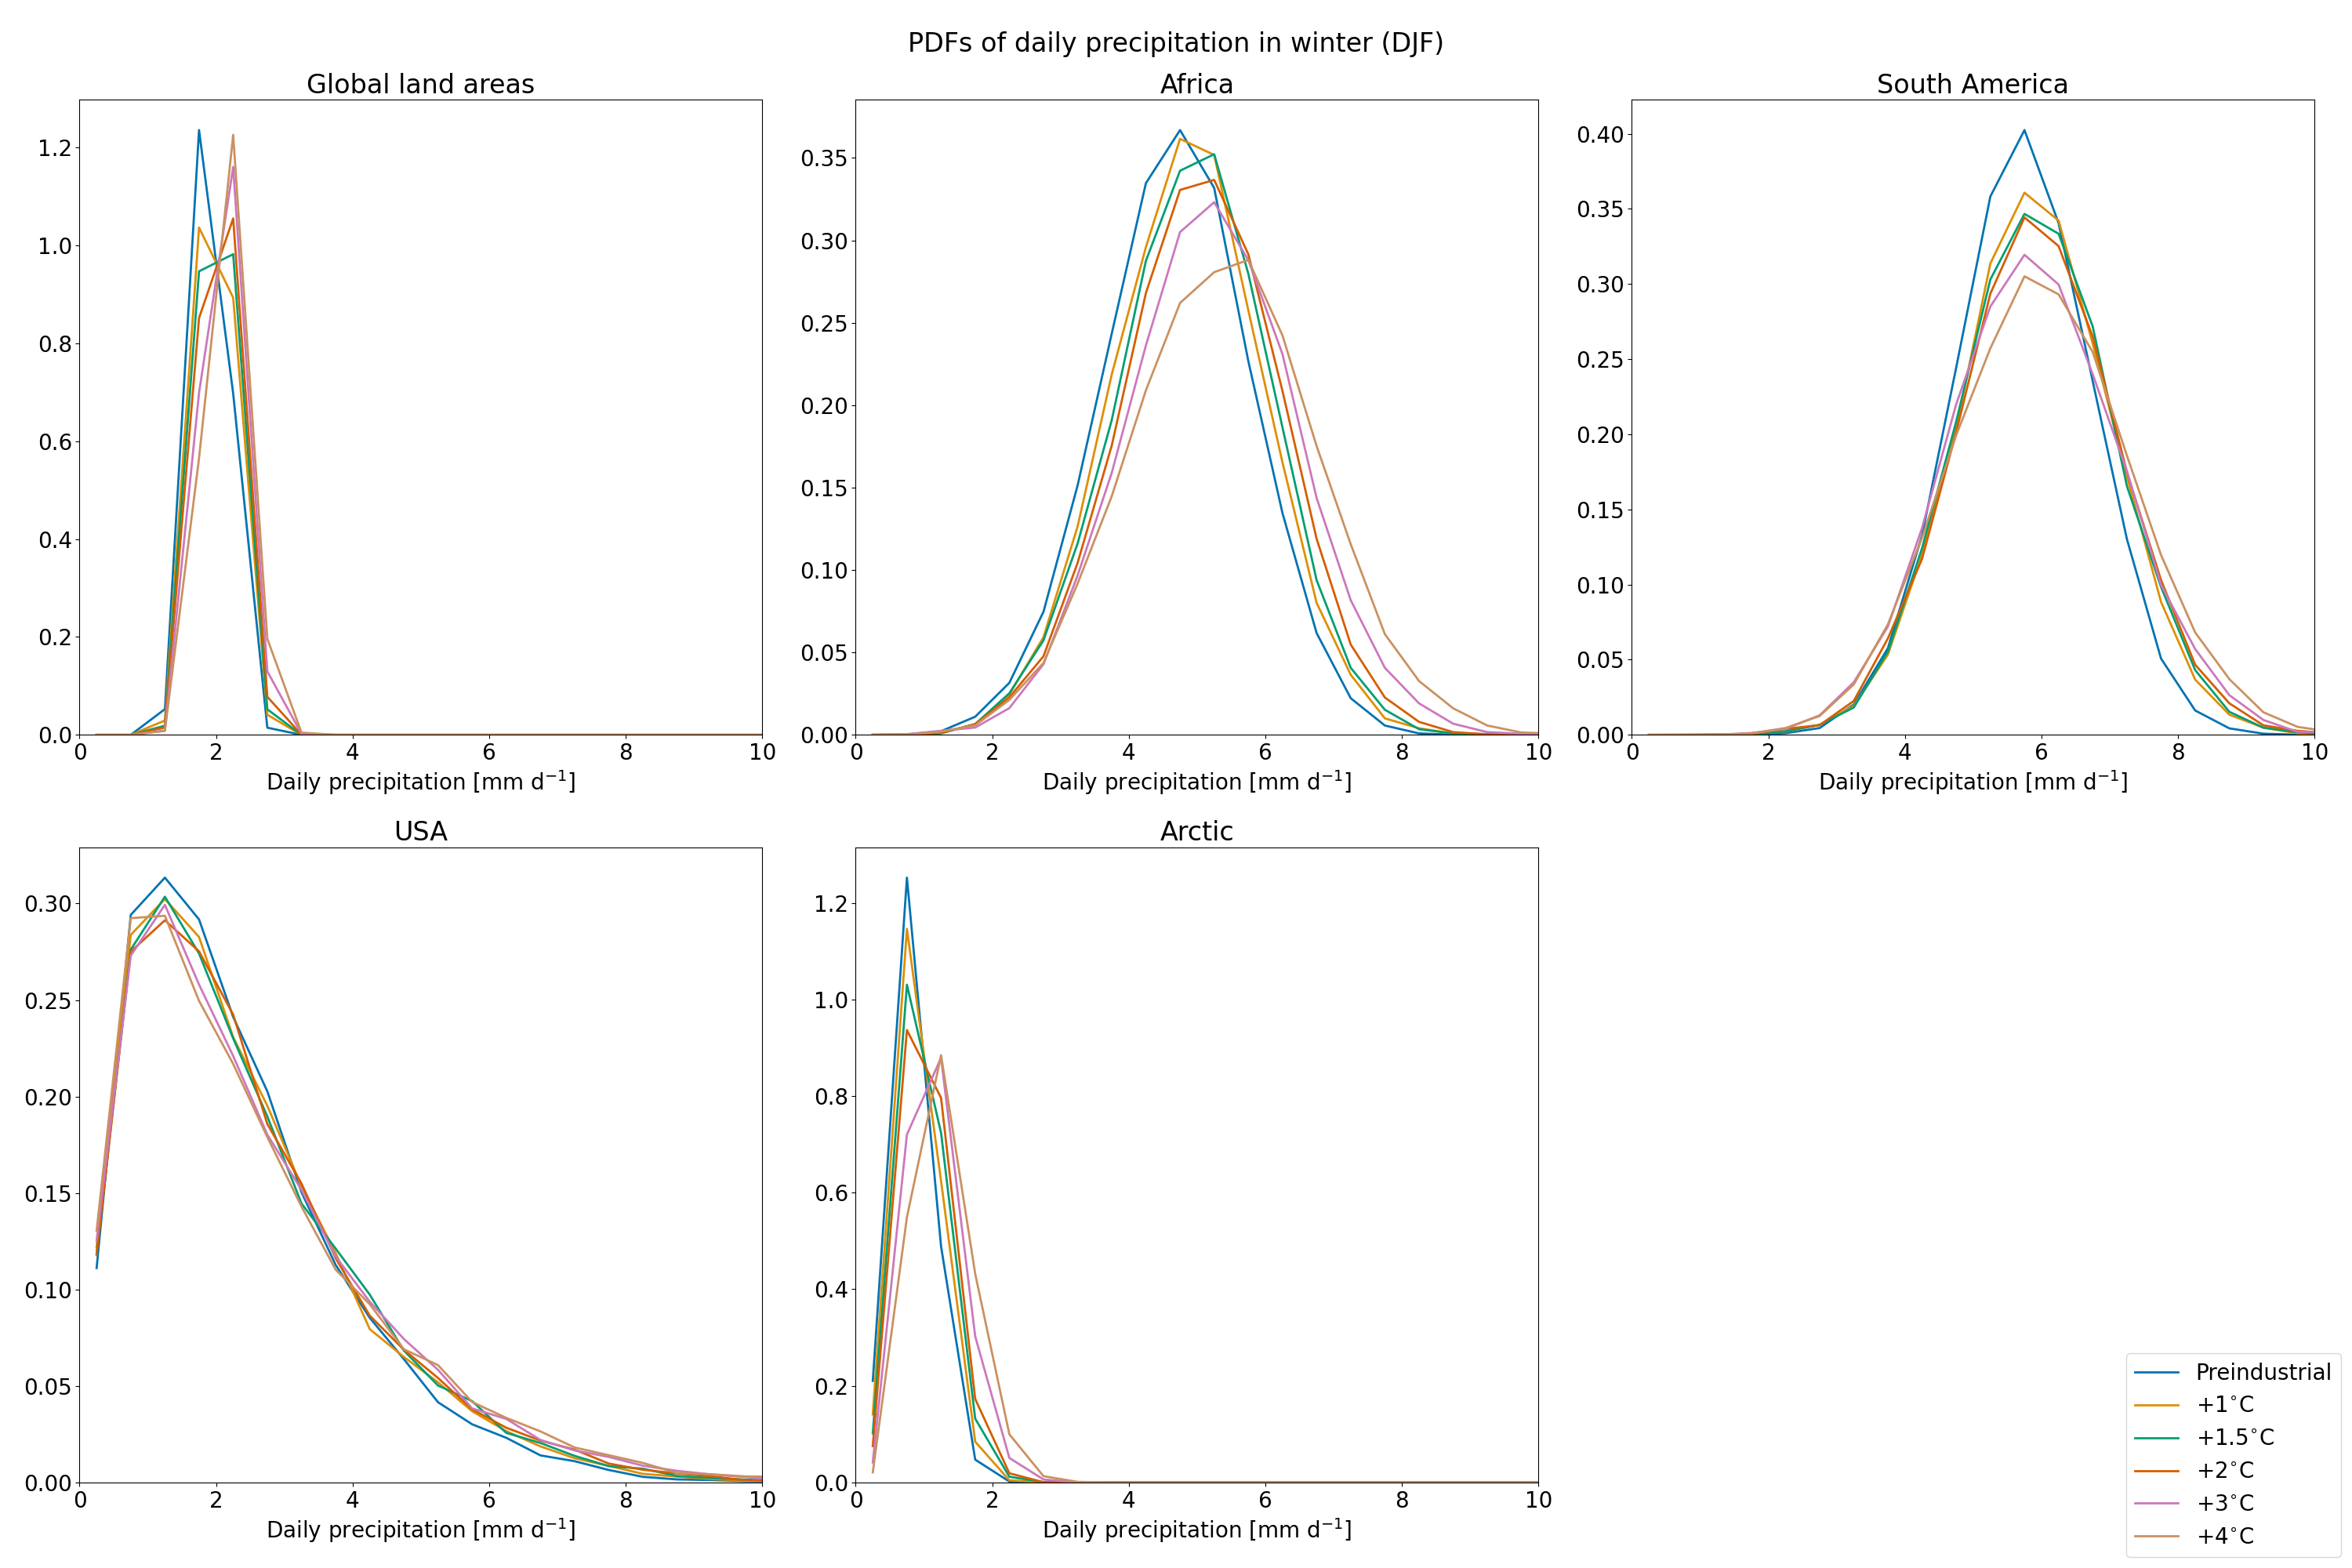 PDFs of daily precipitation in winter (DJF)
Global land areas
1.2
1.0
0.8
0.6
0.4
0.2
0.0
0 2 4 6 8 10
Daily precipitation [mm d⁻¹]
Africa
0.35
0.30
0.25
0.20
0.15
0.10
0.05
0.00
0 2 4 6 8 10
Daily precipitation [mm d⁻¹]
South America
0.40
0.35
0.30
0.25
0.20
0.15
0.10
0.05
0.00
0 2 4 6 8 10
Daily precipitation [mm d⁻¹]
USA
0.30
0.25
0.20
0.15
0.10
0.05
0.00
0 2 4 6 8 10
Daily precipitation [mm d⁻¹]
Arctic
1.2
1.0
0.8
0.6
0.4
0.2
0.0
0 2 4 6 8 10
Daily precipitation [mm d⁻¹]
Preindustrial
+1°C
+1.5°C
+2°C
+3°C
+4°C